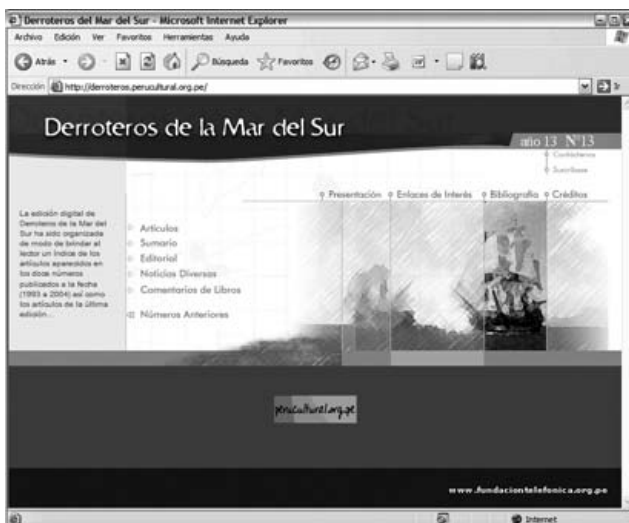 Derroteros del Mar del Sur - Microsoft Internet Explorer
Archivo Edición Ver Favoritos Herramientas Ayuda
Atrás Búsqueda Favoritos
Dirección http://derroteros.perucultural.org.pe/ Ir
Derroteros de la Mar del Sur
año 13 N°13
Contáctenos
Suscríbase
Presentación Enlaces de Interés Bibliografía Créditos
La edición digital de
Derroteros de la Mar del
Sur ha sido organizada
de modo de brindar al
lector un índice de los
artículos aparecidos en
los doce números
publicados a la fecha
(1993 a 2004) así como
los artículos de la última
edición...
Artículos
Sumario
Editorial
Noticias Diversas
Comentarios de Libros
Números Anteriores
perucultural.org.pe
www.fundaciontelefonica.org.pe
Internet